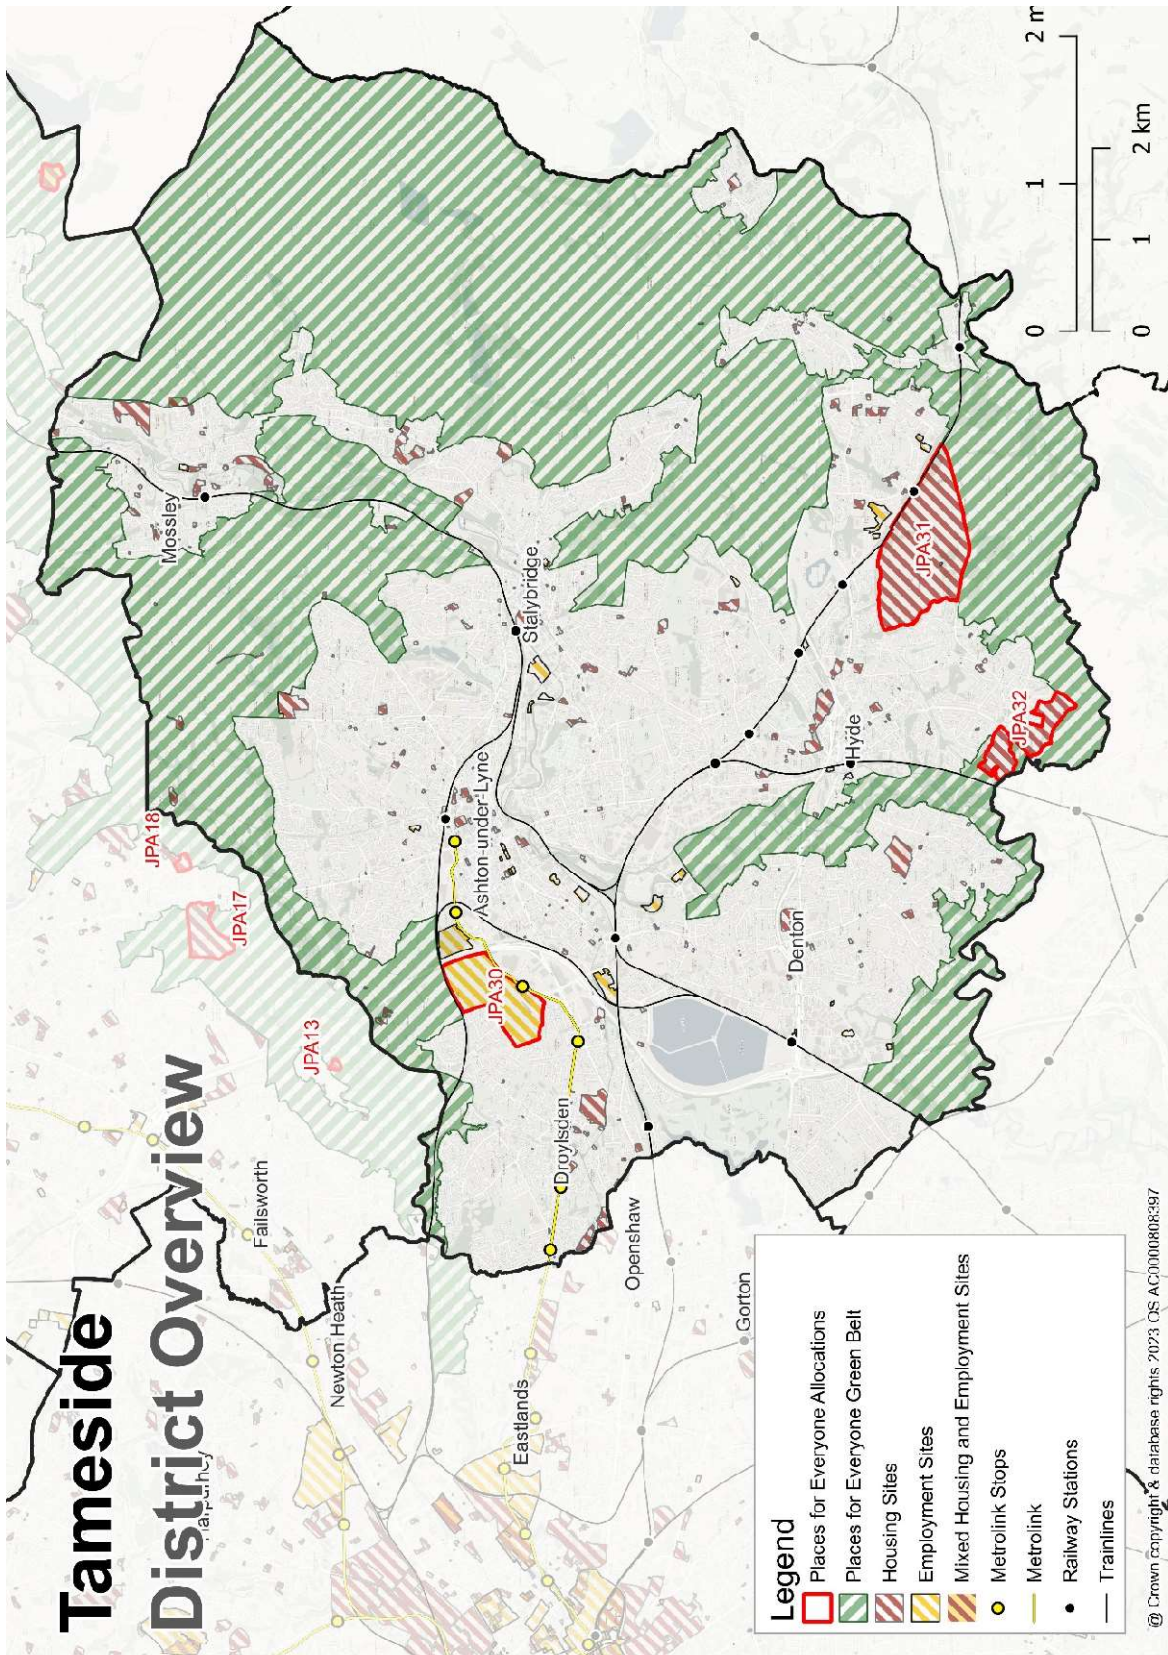 Tameside
District Overview
Failsworth
Newton Heath
Eastlands
Openshaw
Gorton
Droylsden
Denton
Ashton-under-Lyne
Stalybridge
Mossley
Hyde
JPA13
JPA17
JPA18
JPA30
JPA31
JPA32
Legend
Places for Everyone Allocations
Places for Everyone Green Belt
Housing Sites
Employment Sites
Mixed Housing and Employment Sites
Metrolink Stops
Metrolink
Railway Stations
Trainlines
0 1 2 m
0 1 2 km
@ Crown copyright & database rights 2023 OS AC0000808397